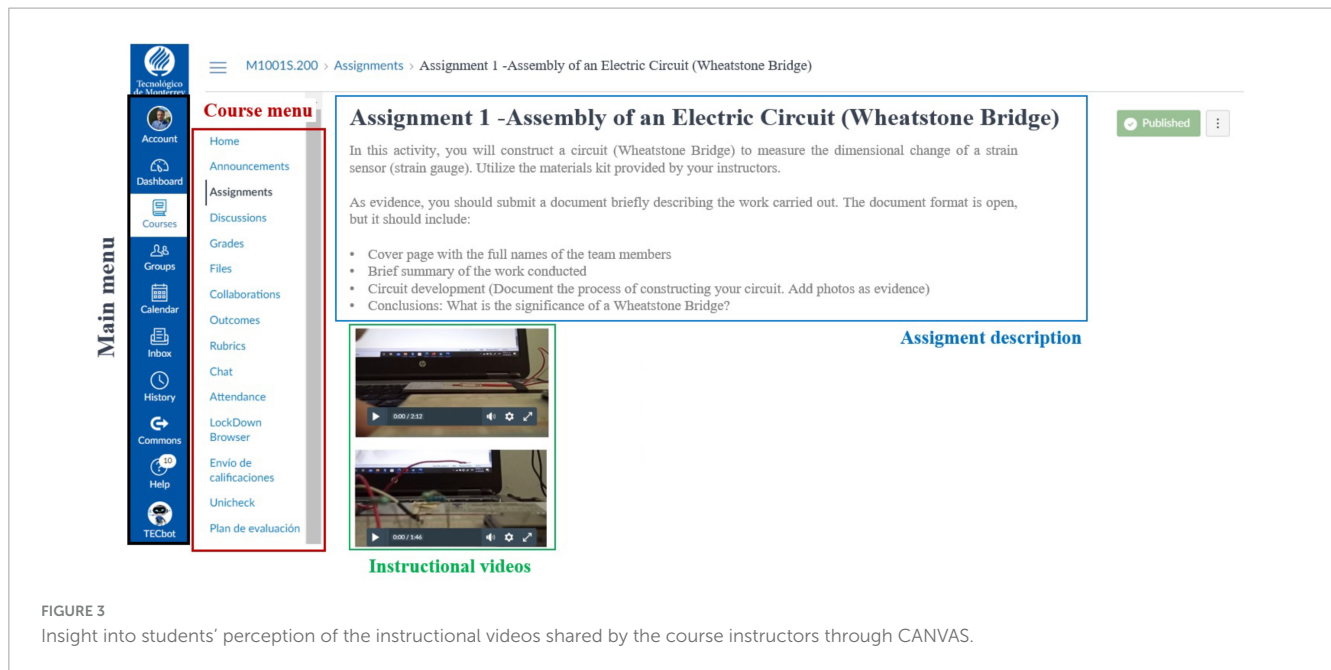 Tecnológico
de Monterrey
M1001S.200 › Assignments › Assignment 1 -Assembly of an Electric Circuit (Wheatstone Bridge)
Main menu
Account
Dashboard
Courses
Groups
Calendar
Inbox
History
Commons
10
Help
TECbot
Course menu
Home
Announcements
Assignments
Discussions
Grades
Files
Collaborations
Outcomes
Rubrics
Chat
Attendance
LockDown
Browser
Envío de
calificaciones
Unicheck
Plan de evaluación
Assignment 1 -Assembly of an Electric Circuit (Wheatstone Bridge)
Published
In this activity, you will construct a circuit (Wheatstone Bridge) to measure the dimensional change of a strain
sensor (strain gauge). Utilize the materials kit provided by your instructors.
As evidence, you should submit a document briefly describing the work carried out. The document format is open,
but it should include:
• Cover page with the full names of the team members
• Brief summary of the work conducted
• Circuit development (Document the process of constructing your circuit. Add photos as evidence)
• Conclusions: What is the significance of a Wheatstone Bridge?
Assigment description
0:00 / 2:12
0:00 / 1:46
Instructional videos
FIGURE 3
Insight into students' perception of the instructional videos shared by the course instructors through CANVAS.